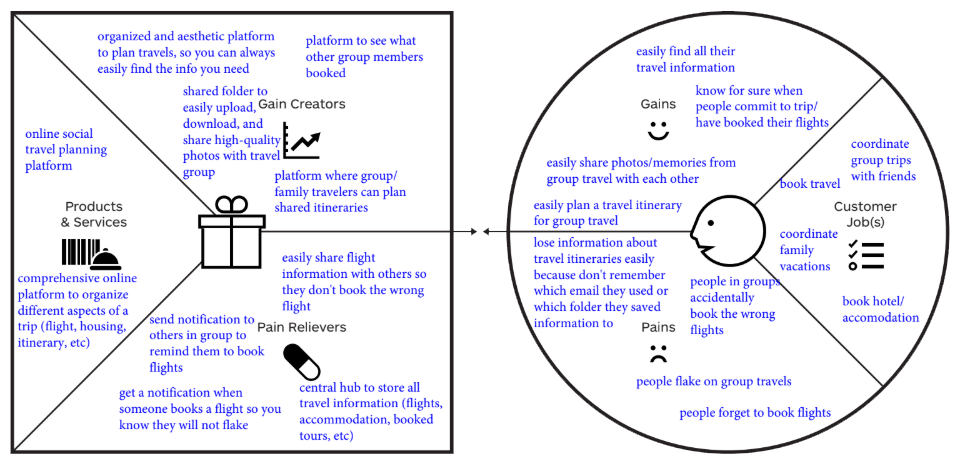 organized and aesthetic platform
to plan travels, so you can always
easily find the info you need
platform to see what
other group members
booked
shared folder to
easily upload,
download, and
share high-quality
photos with travel
group
Gain Creators
online social
travel planning
platform
platform where group/
family travelers can plan
shared itineraries
Products
& Services
comprehensive online
platform to organize
different aspects of a
trip (flight, housing,
itinerary, etc)
easily share flight
information with others so
they don't book the wrong
flight
send notification to
others in group to
remind them to book
flights
Pain Relievers
get a notification when
someone books a flight so you
know they will not flake
central hub to store all
travel information (flights,
accommodation, booked
tours, etc)
easily find all their
travel information
Gains
know for sure when
people commit to trip/
have booked their flights
easily share photos/memories from
group travel with each other
easily plan a travel itinerary
for group travel
lose information about
travel itineraries easily
because don't remember
which email they used or
which folder they saved
information to
people in groups
accidentally
book the wrong
flights
Pains
people flake on group travels
people forget to book flights
coordinate
group trips
with friends
book travel
Customer
Job(s)
coordinate
family
vacations
book hotel/
accomodation